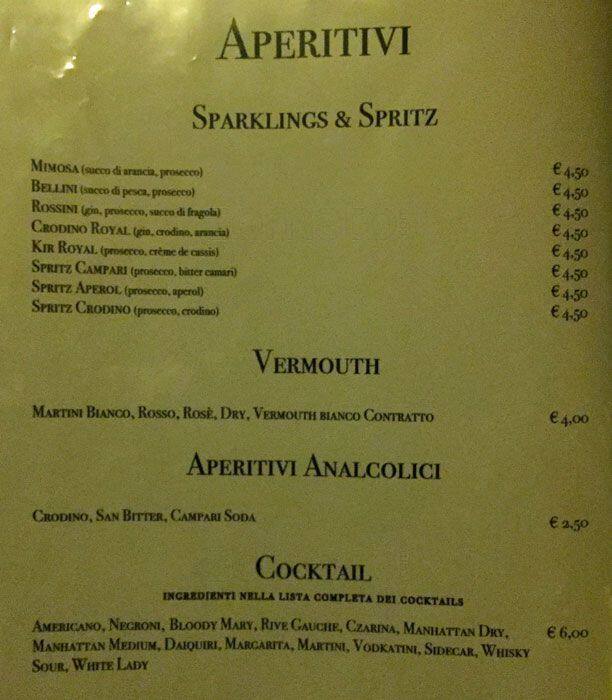 APERITIVI
SPARKLINGS & SPRITZ
MIMOSA (succo di arancia, prosecco) € 4,50
BELLINI (succo di pesca, prosecco) € 4,50
ROSSINI (gin, prosecco, succo di fragola) € 4,50
CRODINO ROYAL (gin, crodino, arancia) € 4,50
KIR ROYAL (prosecco, crème de cassis) € 4,50
SPRITZ CAMPARI (prosecco, bitter camari) € 4,50
SPRITZ APEROL (prosecco, aperol) € 4,50
SPRITZ CRODINO (prosecco, crodino) € 4,50
VERMOUTH
MARTINI BIANCO, ROSSO, ROSÈ, DRY, VERMOUTH BIANCO CONTRATTO € 4,00
APERITIVI ANALCOLICI
CRODINO, SAN BITTER, CAMPARI SODA € 2,50
COCKTAIL
INGREDIENTI NELLA LISTA COMPLETA DEI COCKTAILS
AMERICANO, NEGRONI, BLOODY MARY, RIVE GAUCHE, CZARINA, MANHATTAN DRY, € 6,00
MANHATTAN MEDIUM, DAIQUIRI, MARGARITA, MARTINI, VODKATINI, SIDECAR, WHISKY
SOUR, WHITE LADY